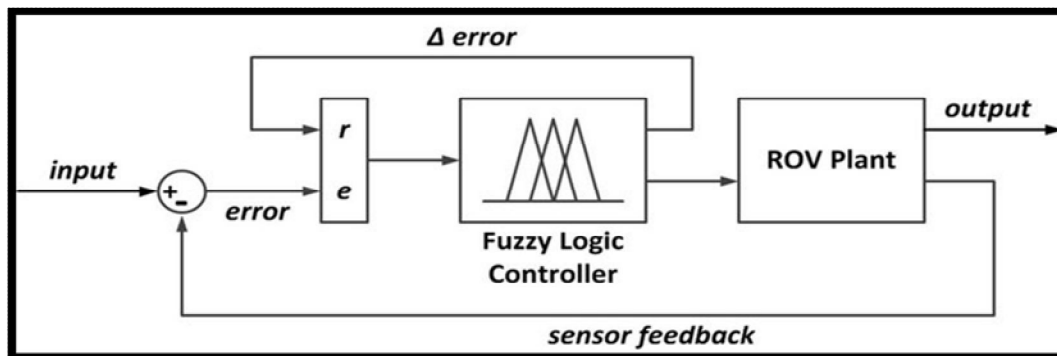 Δ error
r
output
ROV Plant
input
+
-
e
error
Fuzzy Logic
Controller
sensor feedback